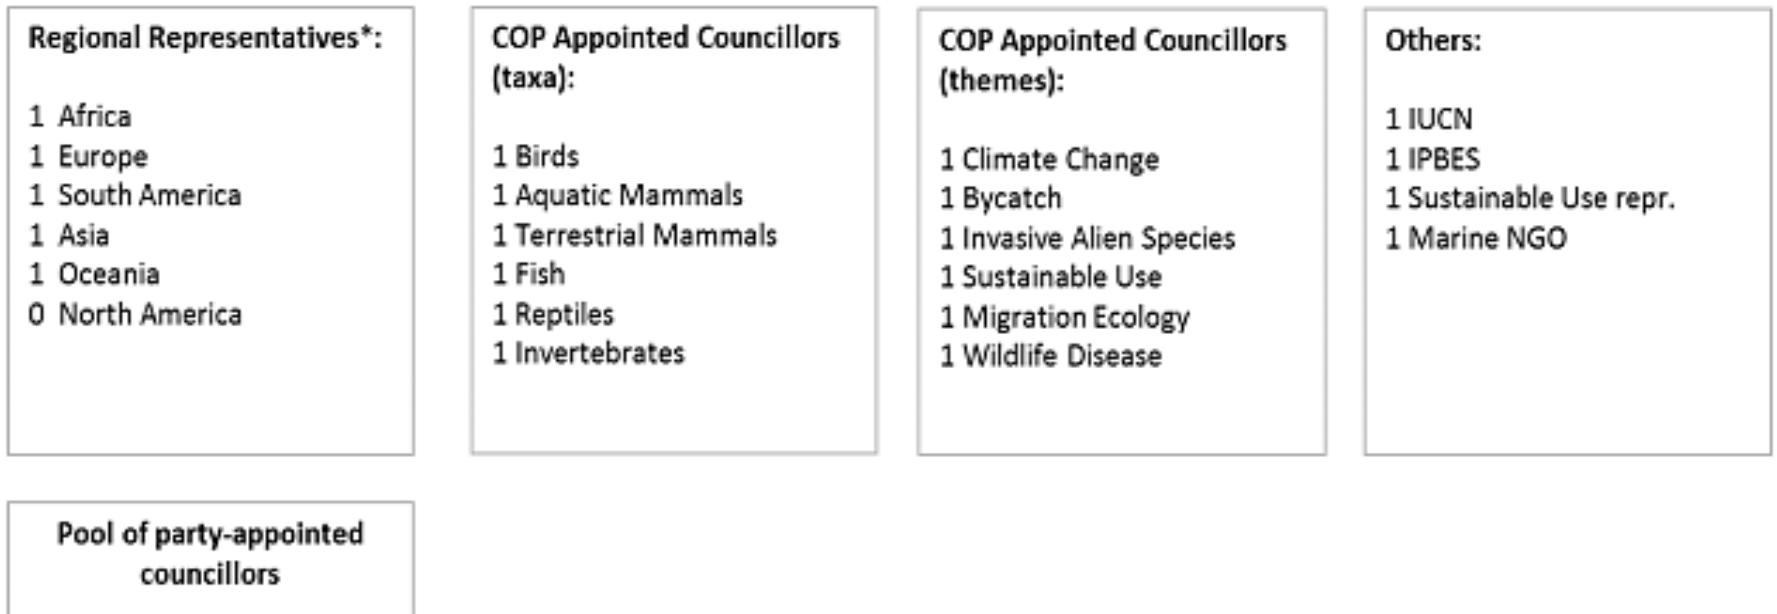 Regional Representatives*:
1 Africa
1 Europe
1 South America
1 Asia
1 Oceania
0 North America
COP Appointed Councillors
(taxa):
1 Birds
1 Aquatic Mammals
1 Terrestrial Mammals
1 Fish
1 Reptiles
1 Invertebrates
COP Appointed Councillors
(themes):
1 Climate Change
1 Bycatch
1 Invasive Alien Species
1 Sustainable Use
1 Migration Ecology
1 Wildlife Disease
Others:
1 IUCN
1 IPBES
1 Sustainable Use repr.
1 Marine NGO
Pool of party-appointed
councillors